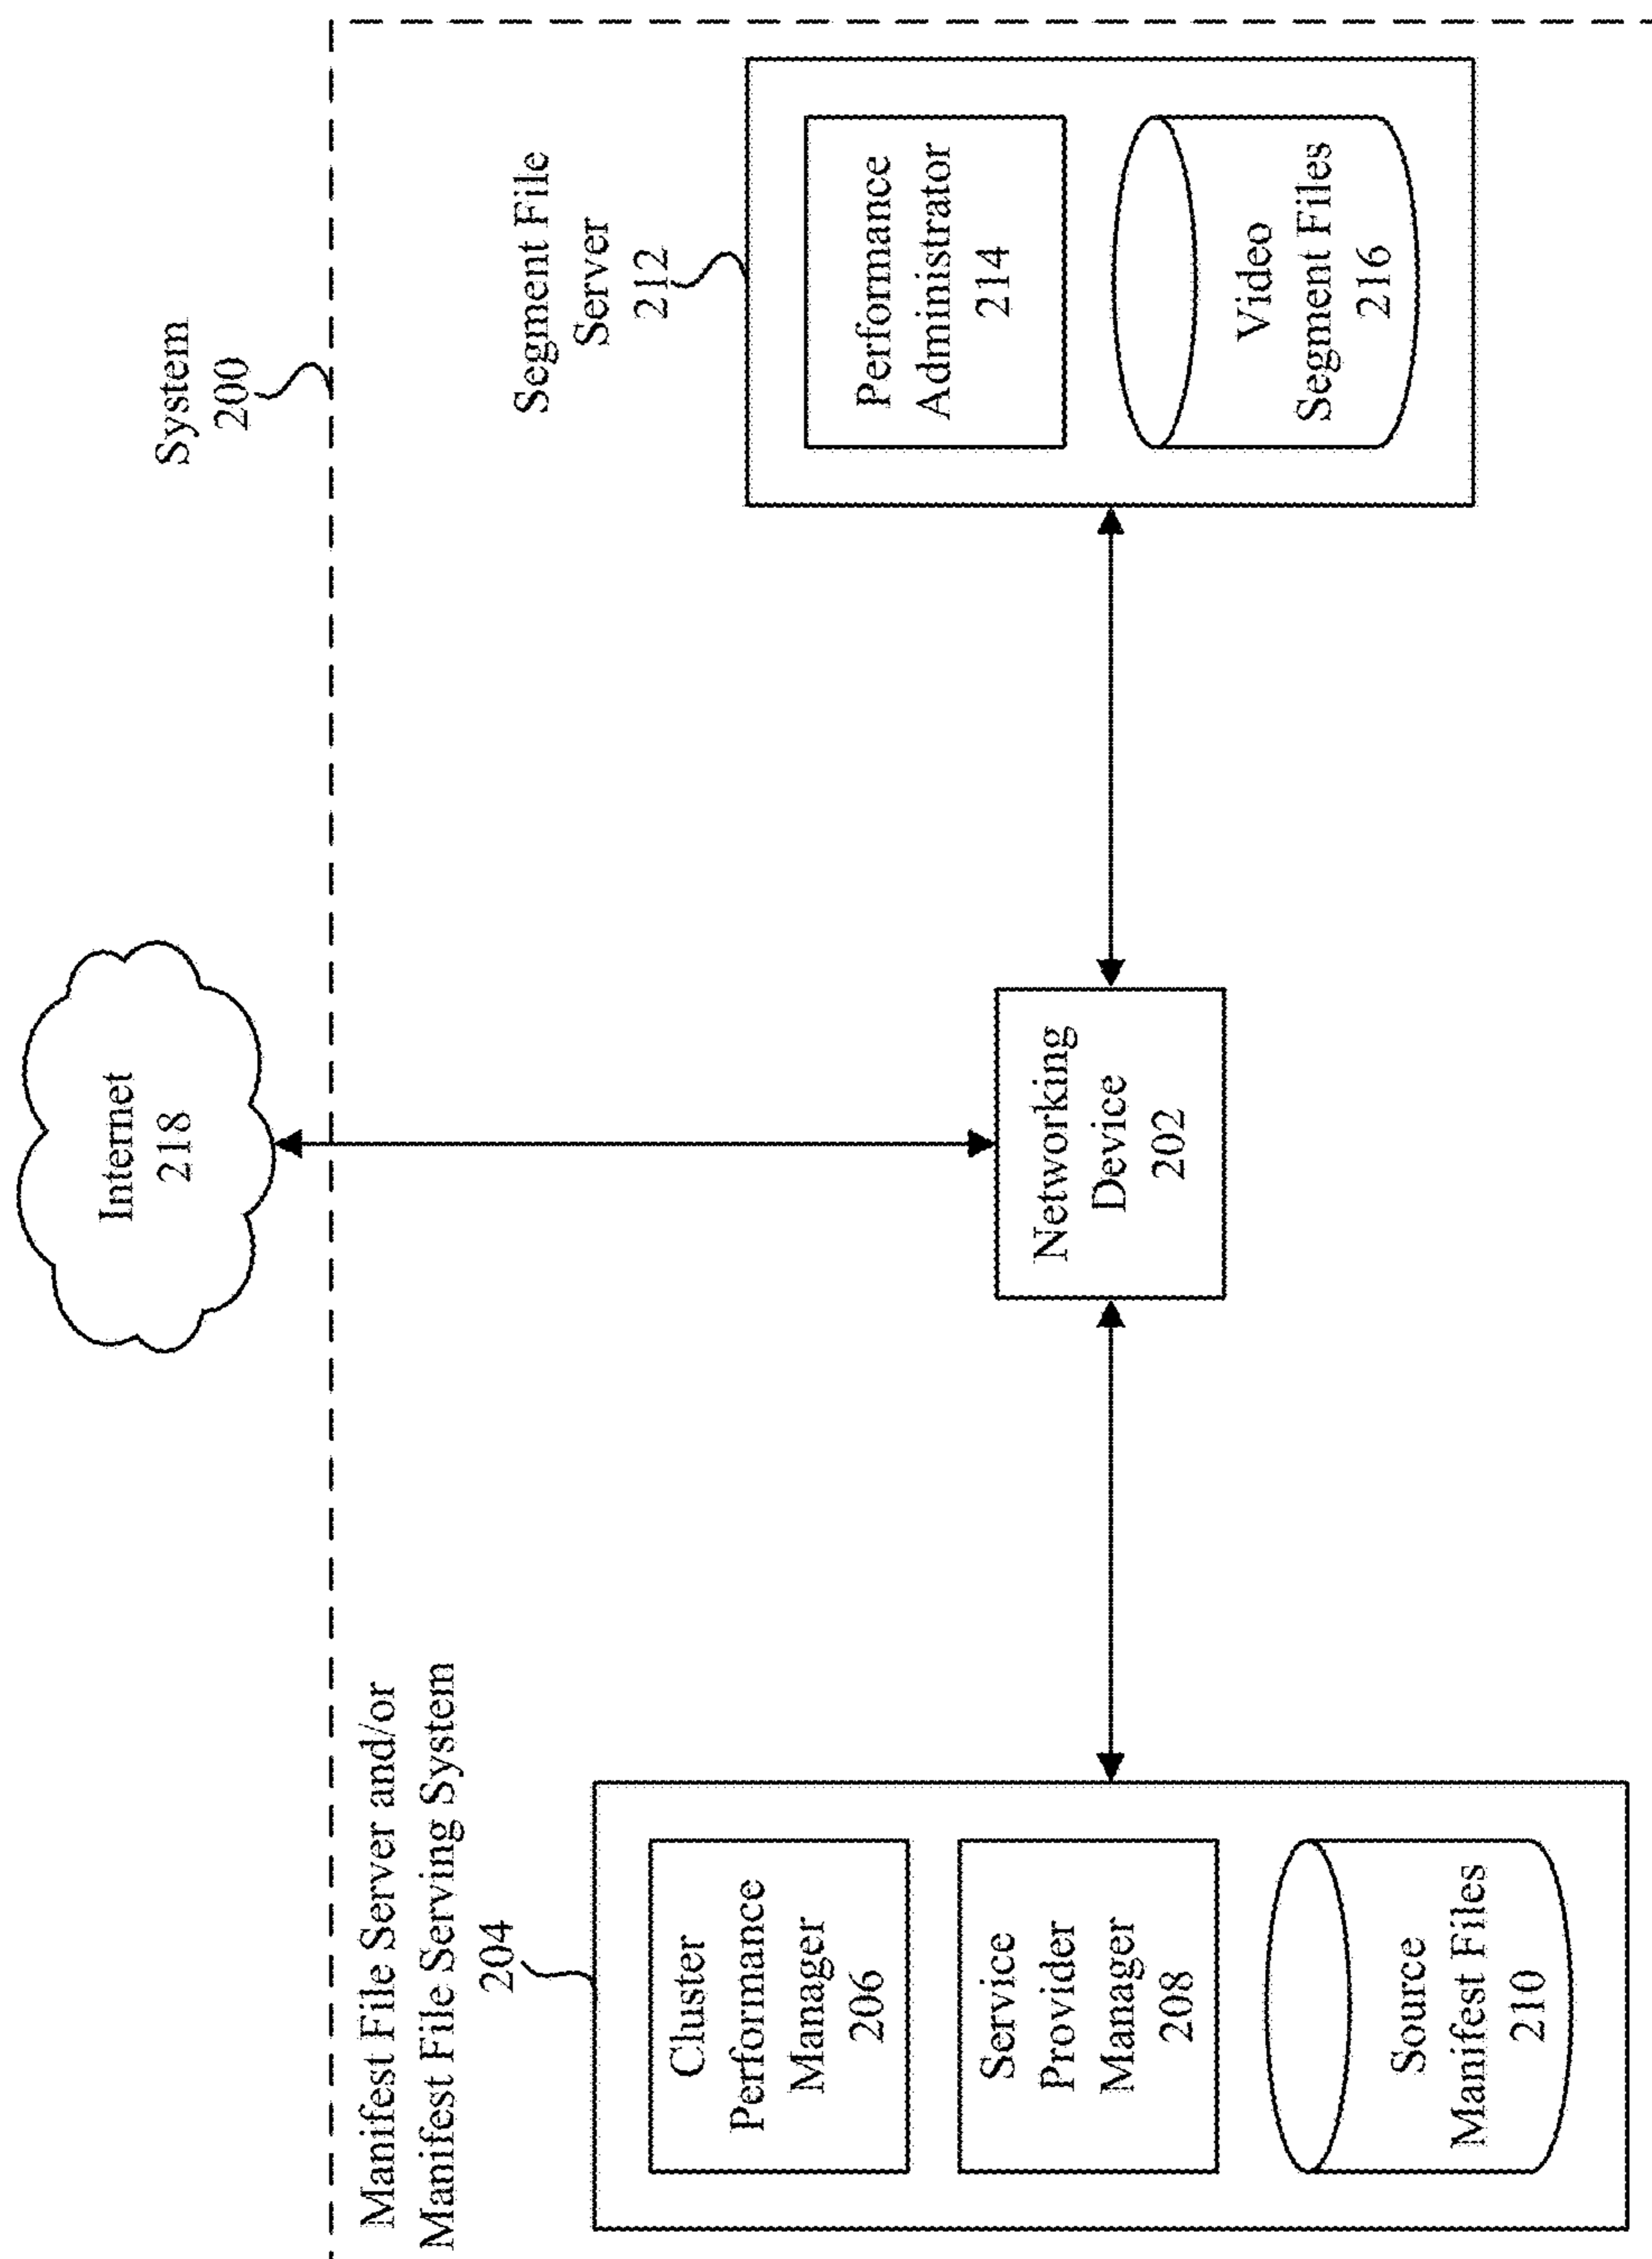 Internet
218
System
200
Manifest File Server and/or
Manifest File Serving System
204
Cluster
Performance
Manager
206
Service
Provider
Manager
208
Source
Manifest Files
210
Networking
Device
202
Segment File
Server
212
Performance
Administrator
214
Video
Segment Files
216